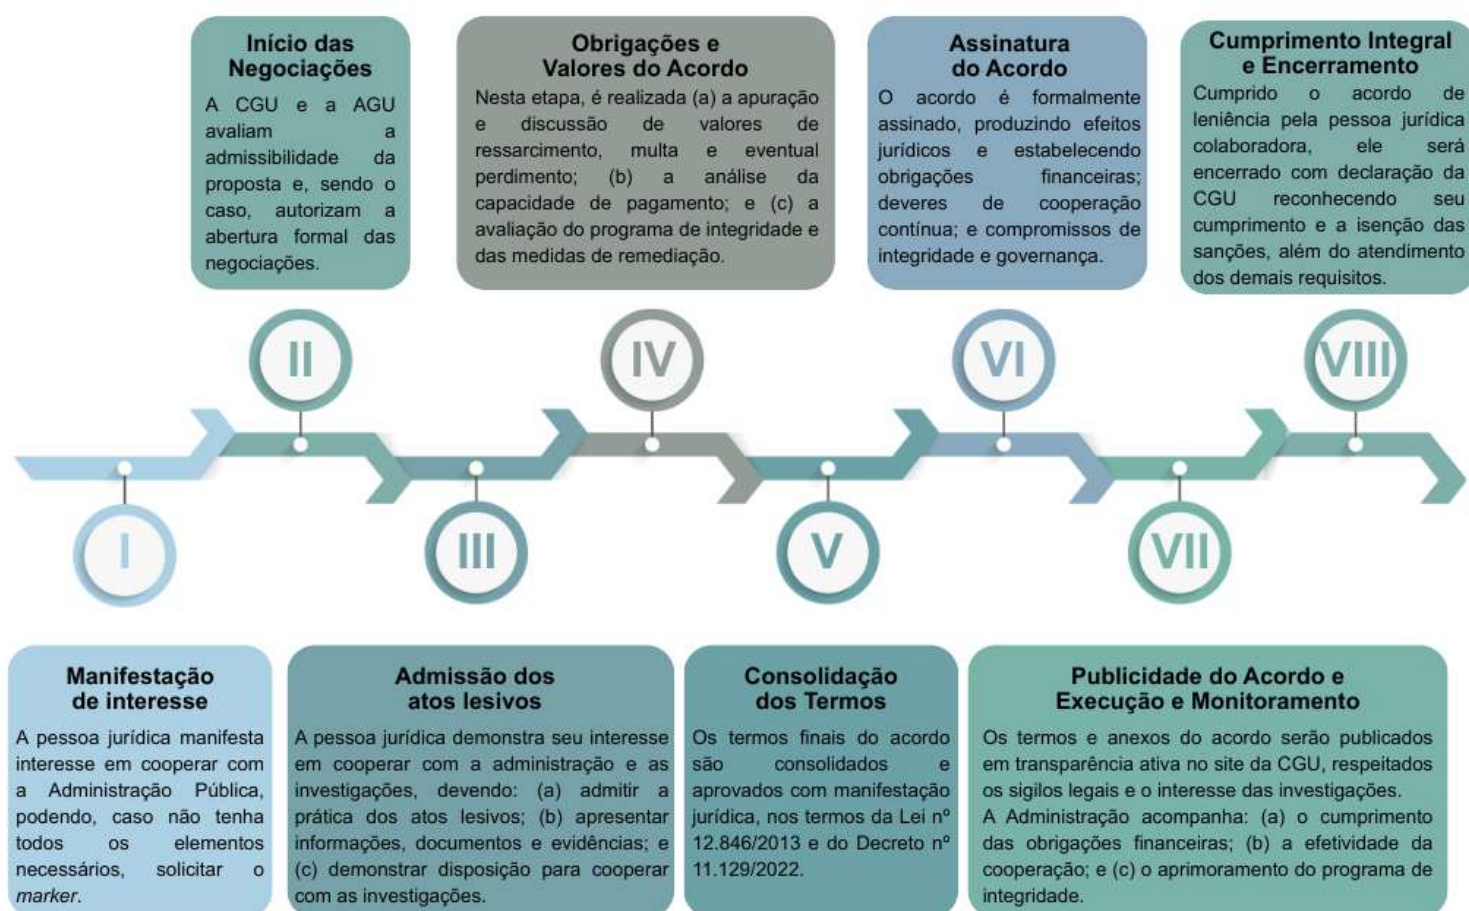 Início das
Negociações
A CGU e a AGU
avaliam a
admissibilidade da
proposta e, sendo o
caso, autorizam a
abertura formal das
negociações.
Obrigações e
Valores do Acordo
Nesta etapa, é realizada (a) a apuração
e discussão de valores de
ressarcimento, multa e eventual
perdimento; (b) a análise da
capacidade de pagamento; e (c) a
avaliação do programa de integridade e
das medidas de remediação.
Assinatura
do Acordo
O acordo é formalmente
assinado, produzindo efeitos
jurídicos e estabelecendo
obrigações financeiras;
deveres de cooperação
contínua; e compromissos de
integridade e governança.
Cumprimento Integral
e Encerramento
Cumprido o acordo de
leniência pela pessoa jurídica
colaboradora, ele será
encerrado com declaração da
CGU reconhecendo seu
cumprimento e a isenção das
sanções, além do atendimento
dos demais requisitos.
II
IV
VI
VIII
I
III
V
VII
Manifestação
de interesse
A pessoa jurídica manifesta
interesse em cooperar com
a Administração Pública,
podendo, caso não tenha
todos os elementos
necessários, solicitar o
marker.
Admissão dos
atos lesivos
A pessoa jurídica demonstra seu interesse
em cooperar com a administração e as
investigações, devendo: (a) admitir a
prática dos atos lesivos; (b) apresentar
informações, documentos e evidências; e
(c) demonstrar disposição para cooperar
com as investigações.
Consolidação
dos Termos
Os termos finais do acordo
são consolidados e
aprovados com manifestação
jurídica, nos termos da Lei nº
12.846/2013 e do Decreto nº
11.129/2022.
Publicidade do Acordo e
Execução e Monitoramento
Os termos e anexos do acordo serão publicados
em transparência ativa no site da CGU, respeitados
os sigilos legais e o interesse das investigações.
A Administração acompanha: (a) o cumprimento
das obrigações financeiras; (b) a efetividade da
cooperação; e (c) o aprimoramento do programa de
integridade.